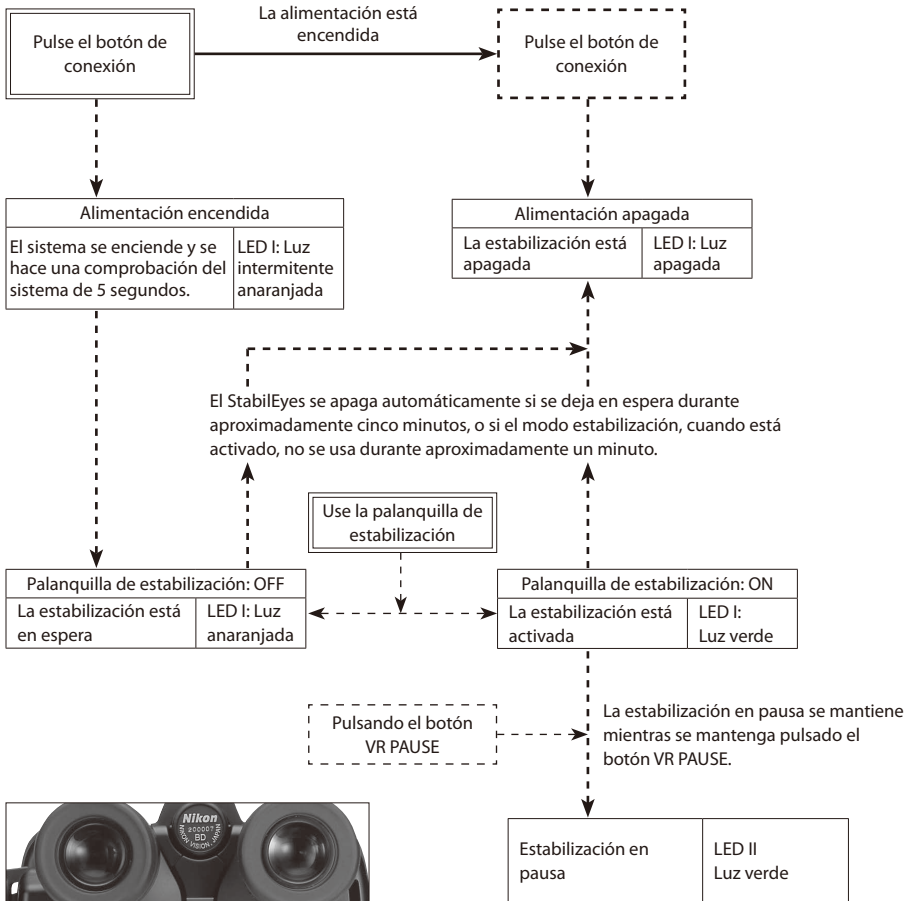 La alimentación está
encendida
Pulse el botón de
conexión
Pulse el botón de
conexión
Alimentación encendida
El sistema se enciende y se
hace una comprobación del
sistema de 5 segundos.
LED I: Luz
intermitente
anaranjada
Alimentación apagada
La estabilización está
apagada
LED I: Luz
apagada
El StabilEyes se apaga automáticamente si se deja en espera durante
aproximadamente cinco minutos, o si el modo estabilización, cuando está
activado, no se usa durante aproximadamente un minuto.
Use la palanquilla de
estabilización
Palanquilla de estabilización: OFF
La estabilización está
en espera
LED I: Luz
anaranjada
Palanquilla de estabilización: ON
La estabilización está
activada
LED I:
Luz verde
Pulsando el botón
VR PAUSE
La estabilización en pausa se mantiene
mientras se mantenga pulsado el
botón VR PAUSE.
Estabilización en
pausa
LED II
Luz verde
Nikon
200007
BD
NIKON VISION, JAPAN